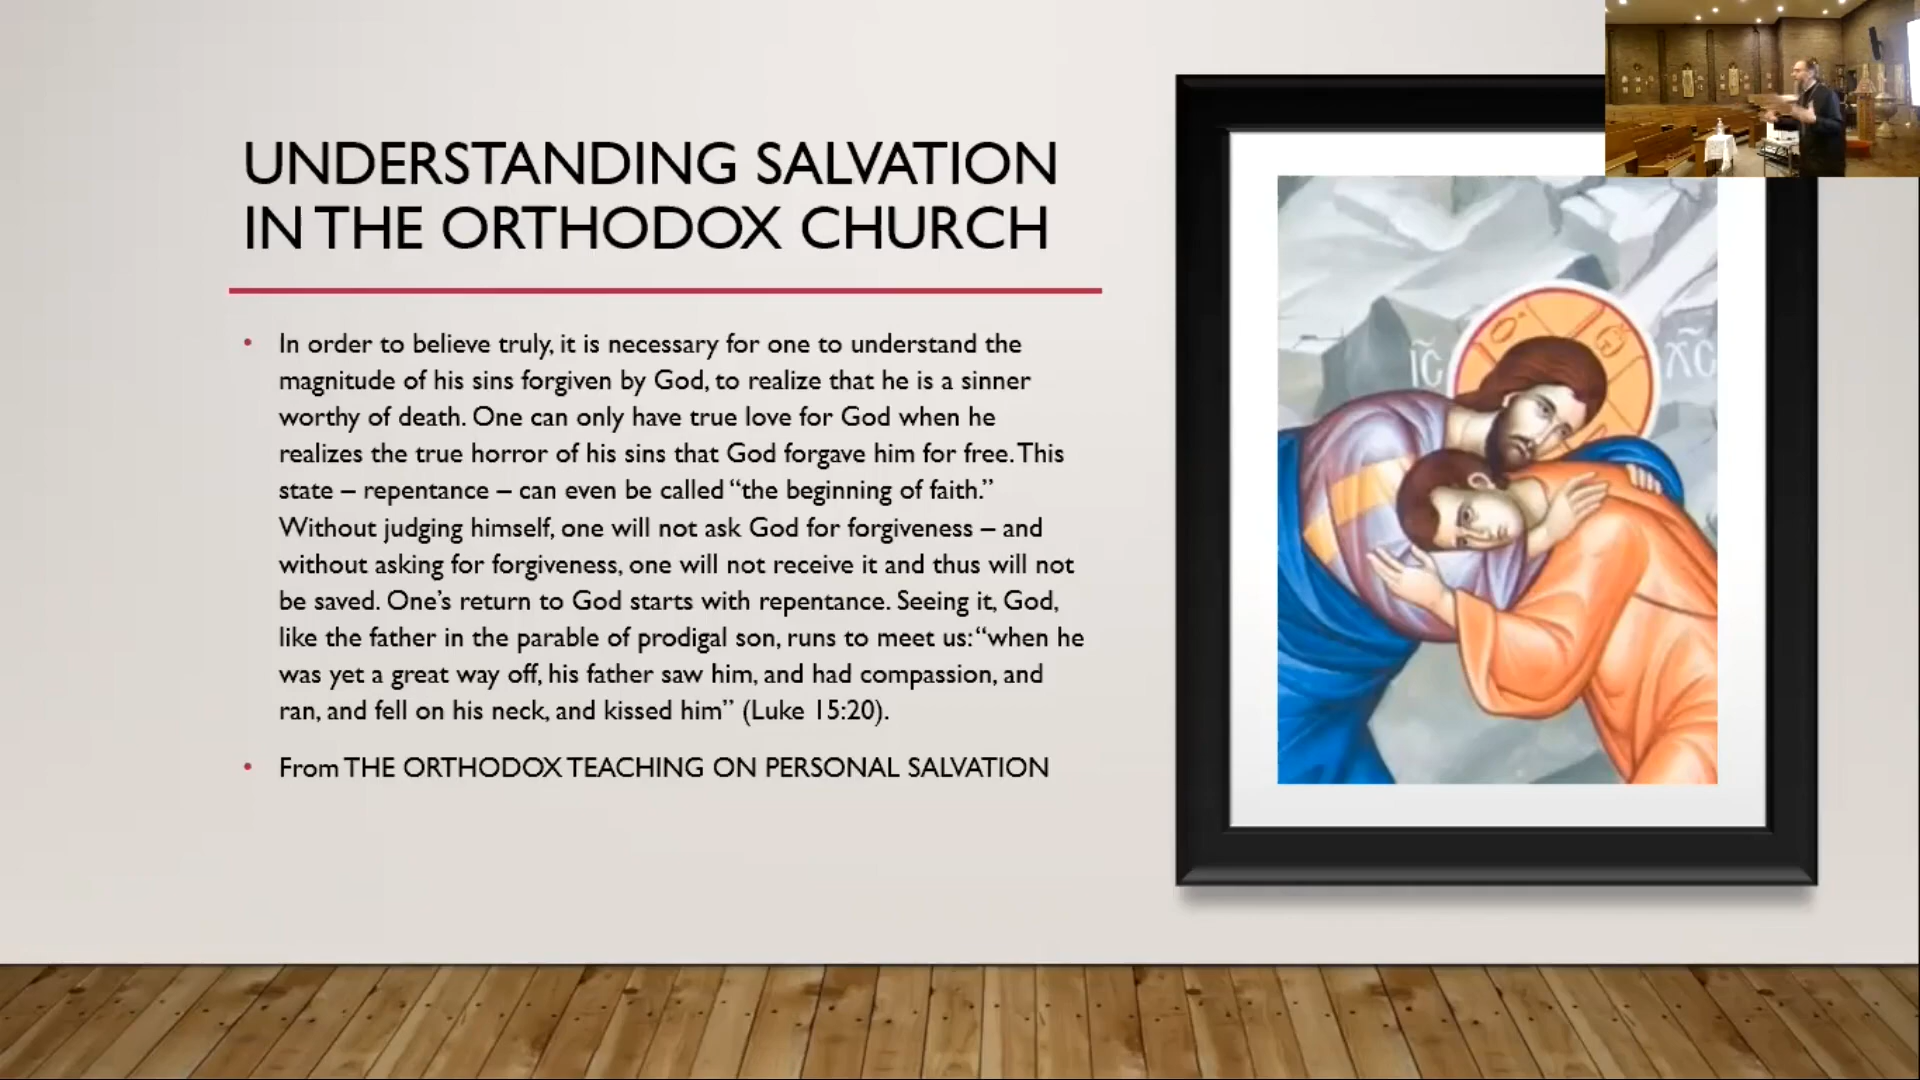 UNDERSTANDING SALVATION
IN THE ORTHODOX CHURCH
• In order to believe truly, it is necessary for one to understand the
magnitude of his sins forgiven by God, to realize that he is a sinner
worthy of death. One can only have true love for God when he
realizes the true horror of his sins that God forgave him for free. This
state – repentance – can even be called “the beginning of faith.”
Without judging himself, one will not ask God for forgiveness – and
without asking for forgiveness, one will not receive it and thus will not
be saved. One’s return to God starts with repentance. Seeing it, God,
like the father in the parable of prodigal son, runs to meet us: “when he
was yet a great way off, his father saw him, and had compassion, and
ran, and fell on his neck, and kissed him” (Luke 15:20).
• From THE ORTHODOX TEACHING ON PERSONAL SALVATION
IC XC